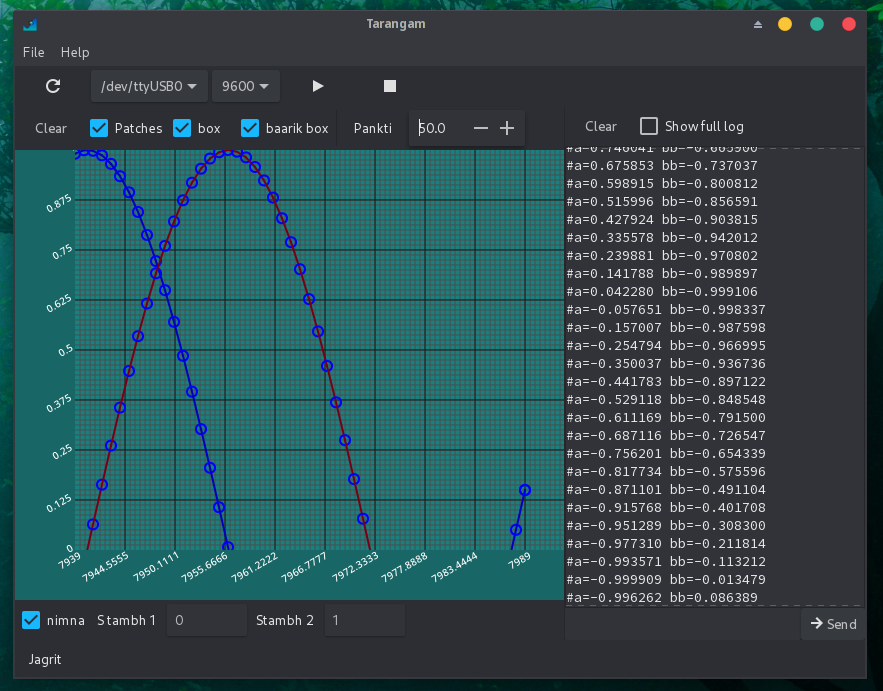 Tarangam
File Help
/dev/ttyUSB0 9600
Clear Patches box baarik box Pankti 50.0
Clear Show full log
0.875
0.75
0.625
0.5
0.375
0.25
0.125
0
7939 7944.5555 7950.1111 7955.6666 7961.2222 7966.7777 7972.3333 7977.8888 7983.4444 7989
#a=0.746041 bb=-0.665900
#a=0.675853 bb=-0.737037
#a=0.598915 bb=-0.800812
#a=0.515996 bb=-0.856591
#a=0.427924 bb=-0.903815
#a=0.335578 bb=-0.942012
#a=0.239881 bb=-0.970802
#a=0.141788 bb=-0.989897
#a=0.042280 bb=-0.999106
#a=-0.057651 bb=-0.998337
#a=-0.157007 bb=-0.987598
#a=-0.254794 bb=-0.966995
#a=-0.350037 bb=-0.936736
#a=-0.441783 bb=-0.897122
#a=-0.529118 bb=-0.848548
#a=-0.611169 bb=-0.791500
#a=-0.687116 bb=-0.726547
#a=-0.756201 bb=-0.654339
#a=-0.817734 bb=-0.575596
#a=-0.871101 bb=-0.491104
#a=-0.915768 bb=-0.401708
#a=-0.951289 bb=-0.308300
#a=-0.977310 bb=-0.211814
#a=-0.993571 bb=-0.113212
#a=-0.999909 bb=-0.013479
#a=-0.996262 bb=0.086389
nimna Stambh 1 0 Stambh 2 1
Send
Jagrit